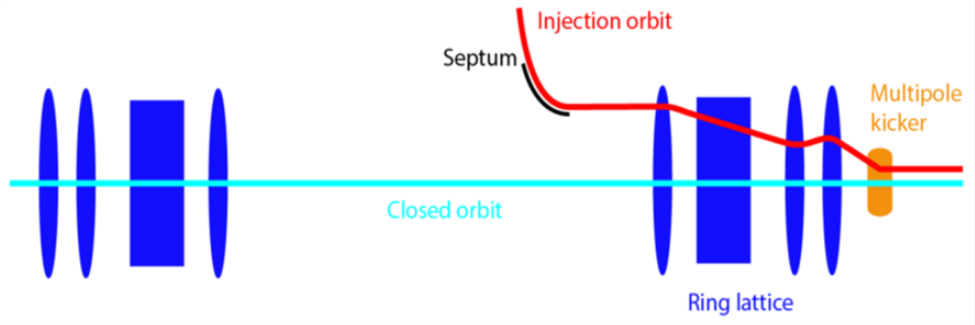 Injection orbit
Septum
Multipole
kicker
Closed orbit
Ring lattice